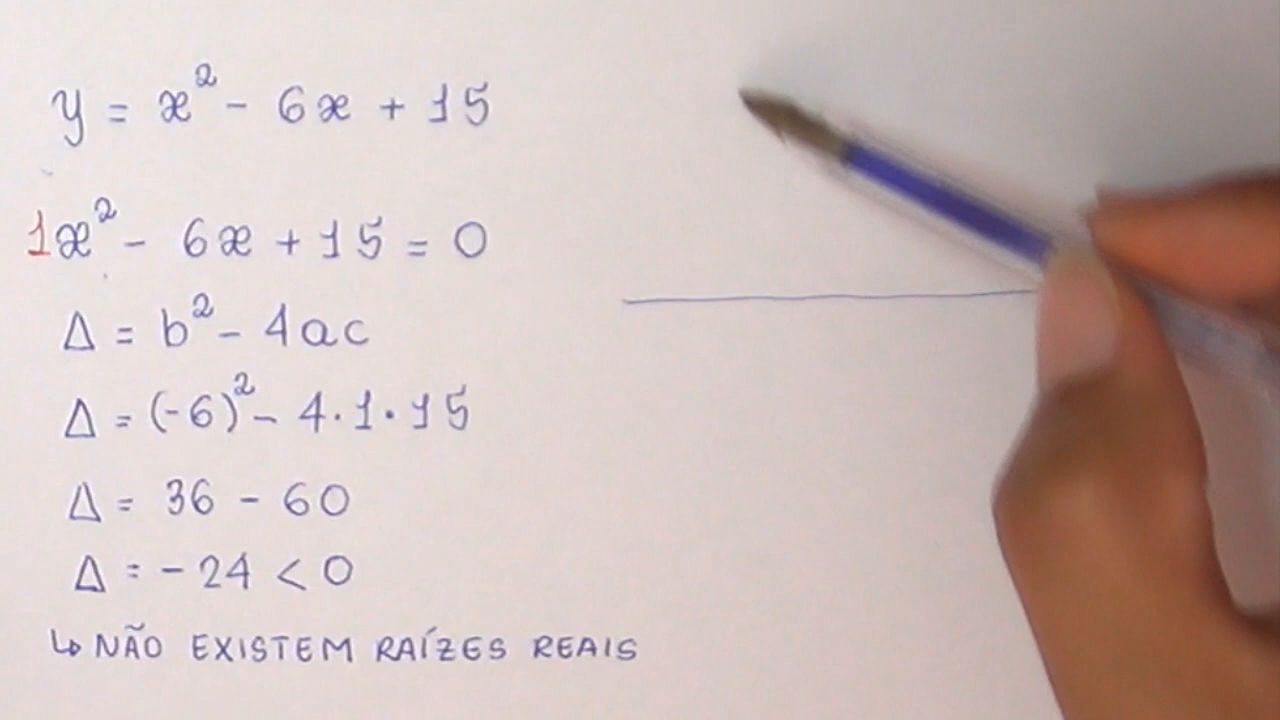 y = x² - 6x + 15
1x² - 6x + 15 = 0
Δ = b² - 4ac
Δ = (-6)² - 4·1·15
Δ = 36 - 60
Δ = -24 < 0
↳ NÃO EXISTEM RAÍZES REAIS